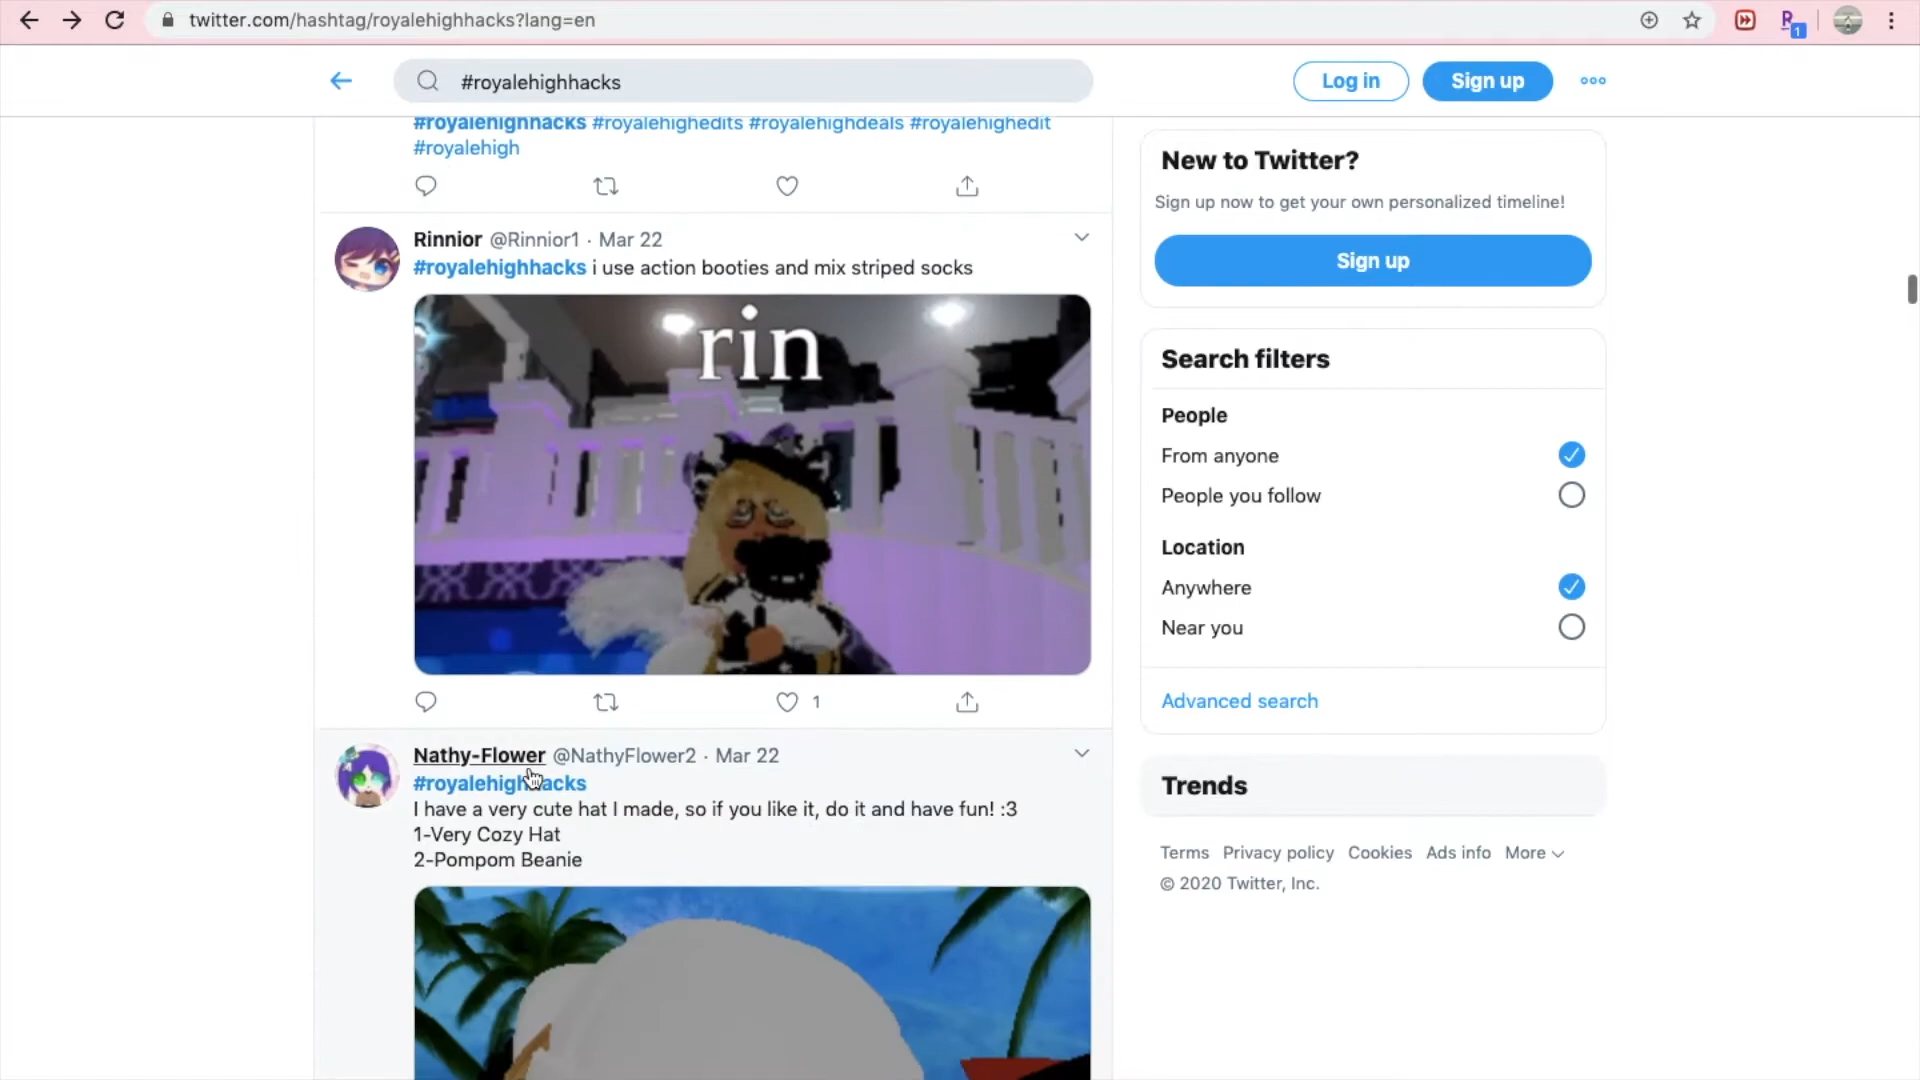 twitter.com/hashtag/royalehighhacks?lang=en
1
#royalehighhacks
Log in
Sign up
#royalehighhacks #royalehighedits #royalehighdeals #royalehighedit
#royalehigh
Rinnior @Rinnior1 · Mar 22
#royalehighhacks i use action booties and mix striped socks
rin
1
Nathy-Flower @NathyFlower2 · Mar 22
#royalehighhacks
I have a very cute hat I made, so if you like it, do it and have fun! :3
1-Very Cozy Hat
2-Pompom Beanie
New to Twitter?
Sign up now to get your own personalized timeline!
Sign up
Search filters
People
From anyone
People you follow
Location
Anywhere
Near you
Advanced search
Trends
Terms Privacy policy Cookies Ads info More
© 2020 Twitter, Inc.